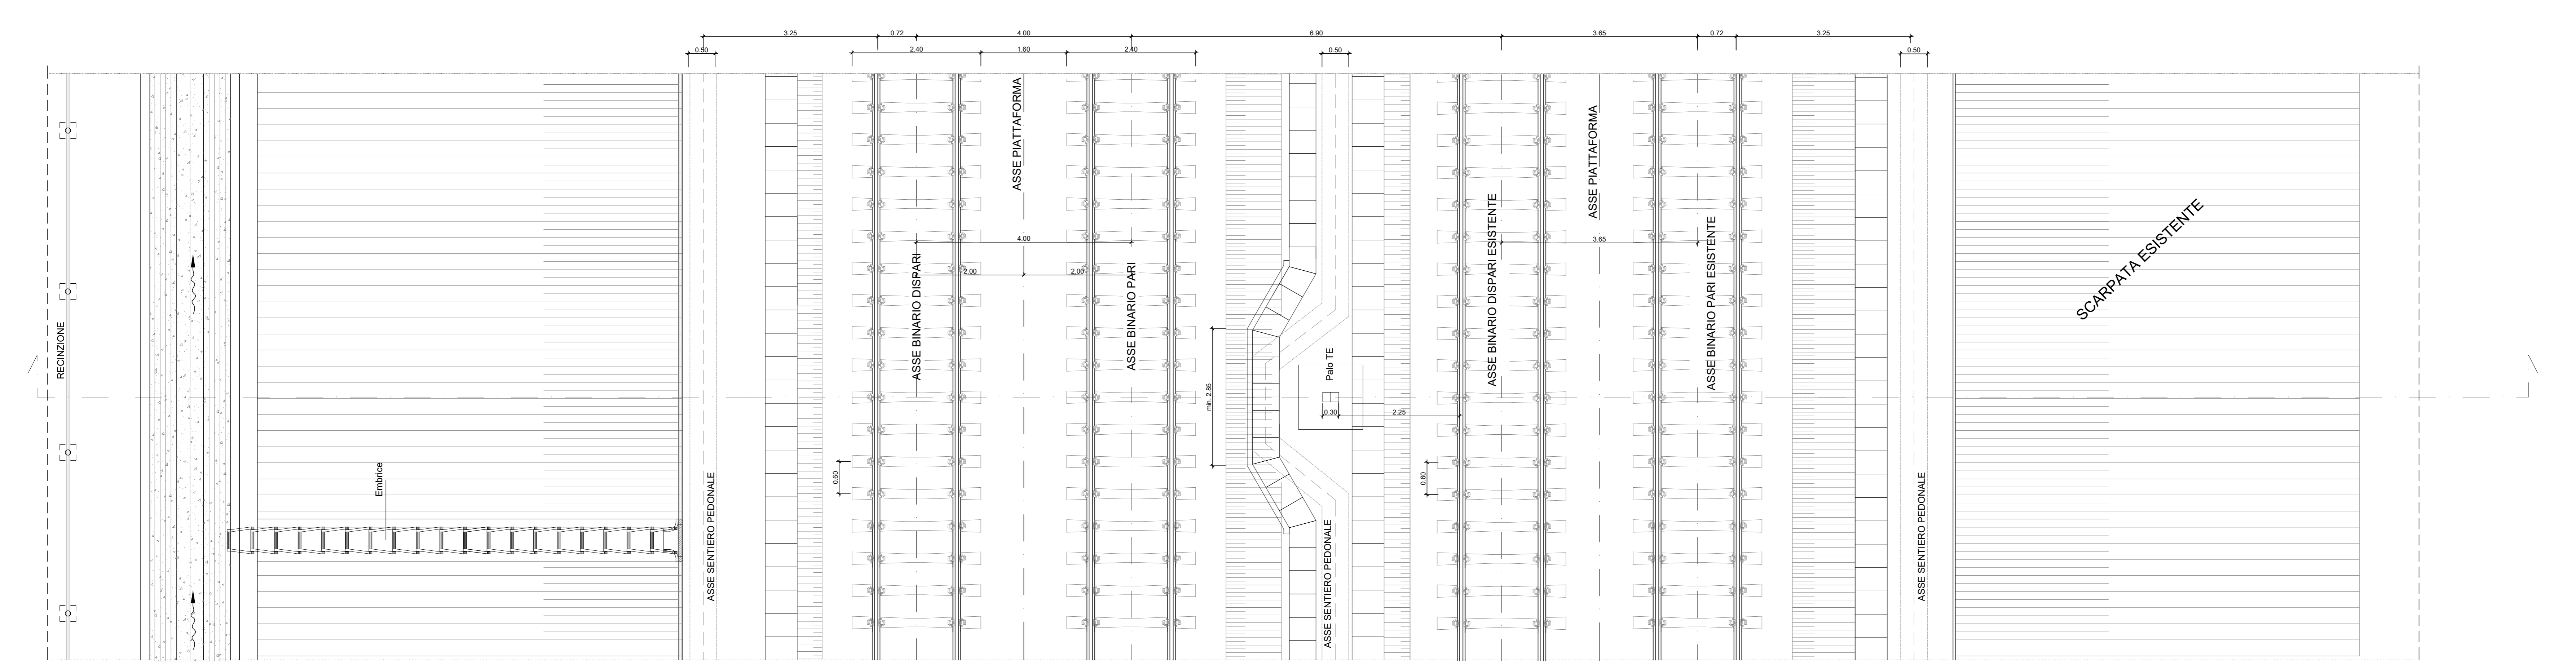 3.25
0.72
4.00
6.90
3.65
0.72
3.25
0.50
2.40
1.60
2.40
0.50
0.50
ASSE PIATTAFORMA
ASSE PIATTAFORMA
4.00
3.65
2.00
2.00
ASSE BINARIO DISPARI
ASSE BINARIO PARI
ASSE BINARIO DISPARI ESISTENTE
ASSE BINARIO PARI ESISTENTE
SCARPATA ESISTENTE
RECINZIONE
Palo TE
min. 2.85
0.30
2.25
Embrice
0.60
0.60
ASSE SENTIERO PEDONALE
ASSE SENTIERO PEDONALE
ASSE SENTIERO PEDONALE